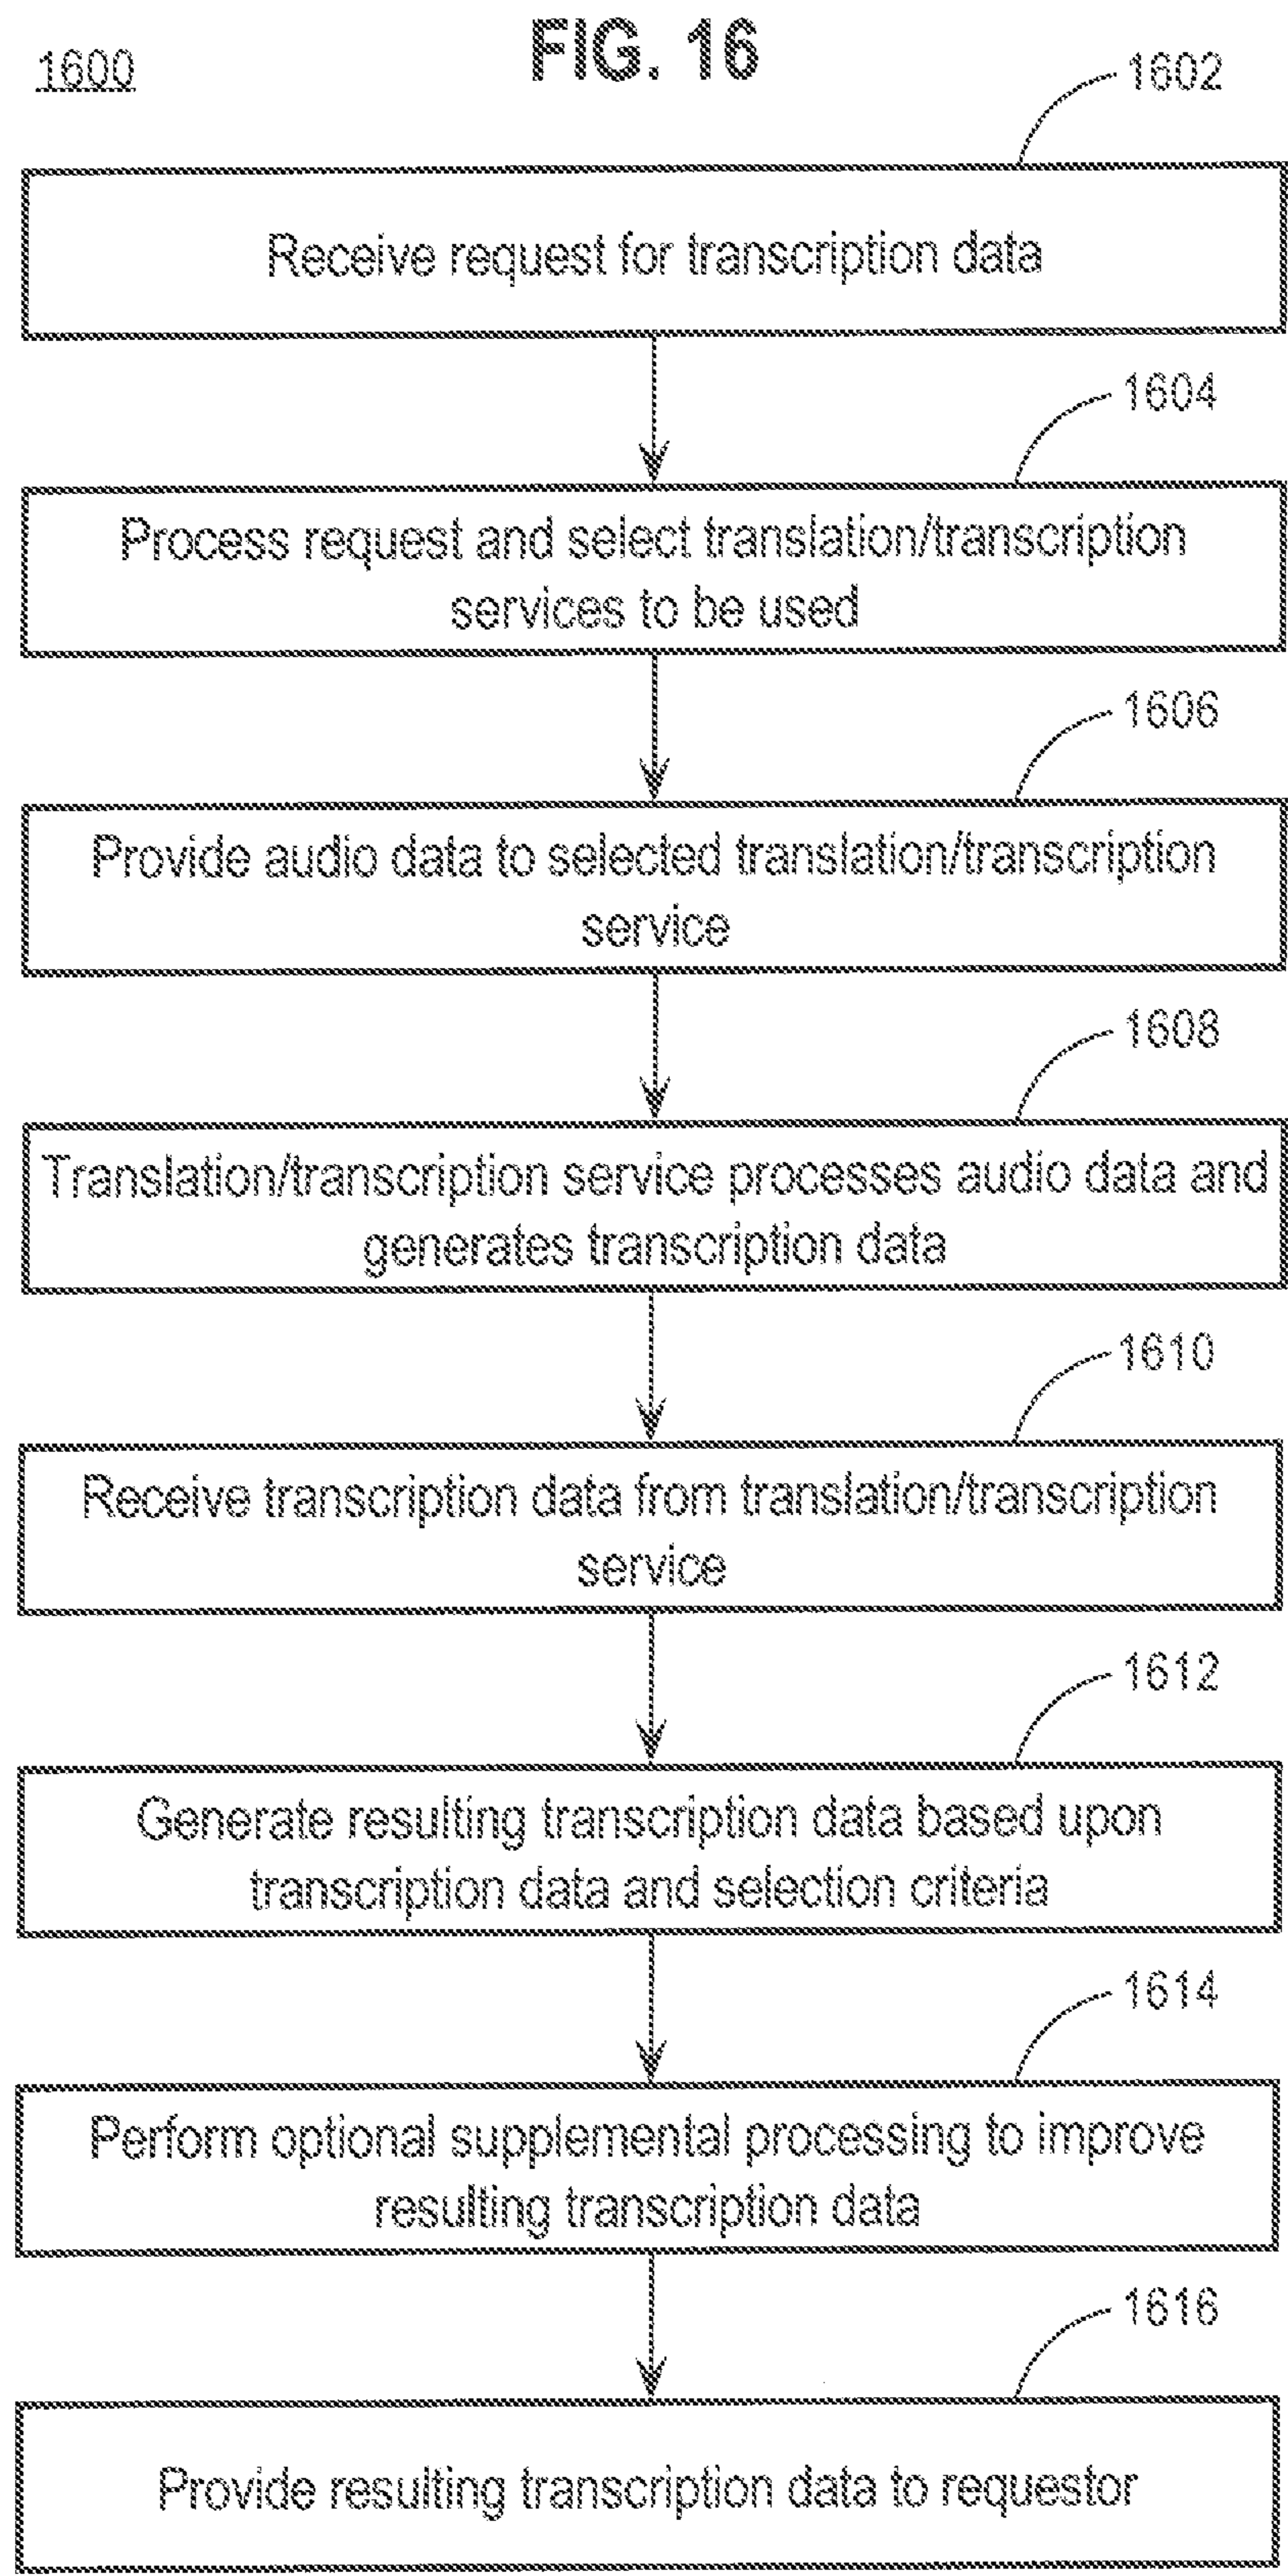 FIG. 16
1600
1602
Receive request for transcription data
1604
Process request and select translation/transcription
services to be used
1606
Provide audio data to selected translation/transcription
service
1608
Translation/transcription service processes audio data and
generates transcription data
1610
Receive transcription data from translation/transcription
service
1612
Generate resulting transcription data based upon
transcription data and selection criteria
1614
Perform optional supplemental processing to improve
resulting transcription data
1616
Provide resulting transcription data to requestor